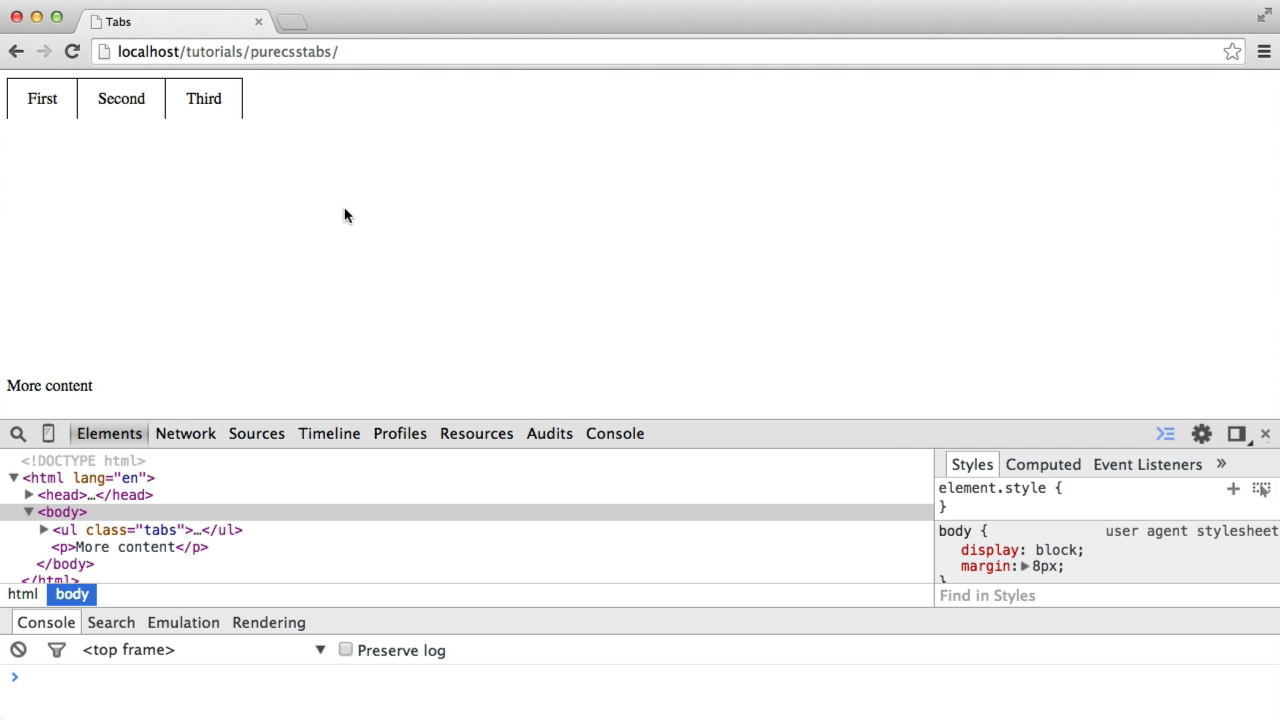 Tabs
localhost/tutorials/purecsstabs/
First Second Third
More content
Elements Network Sources Timeline Profiles Resources Audits Console
<!DOCTYPE html>
<html lang="en">
<head>…</head>
<body>
<ul class="tabs">…</ul>
<p>More content</p>
</body>
</html>
html body
Styles Computed Event Listeners »
element.style {
}
body { user agent stylesheet
display: block;
margin: 8px;
}
Find in Styles
Console Search Emulation Rendering
<top frame> Preserve log